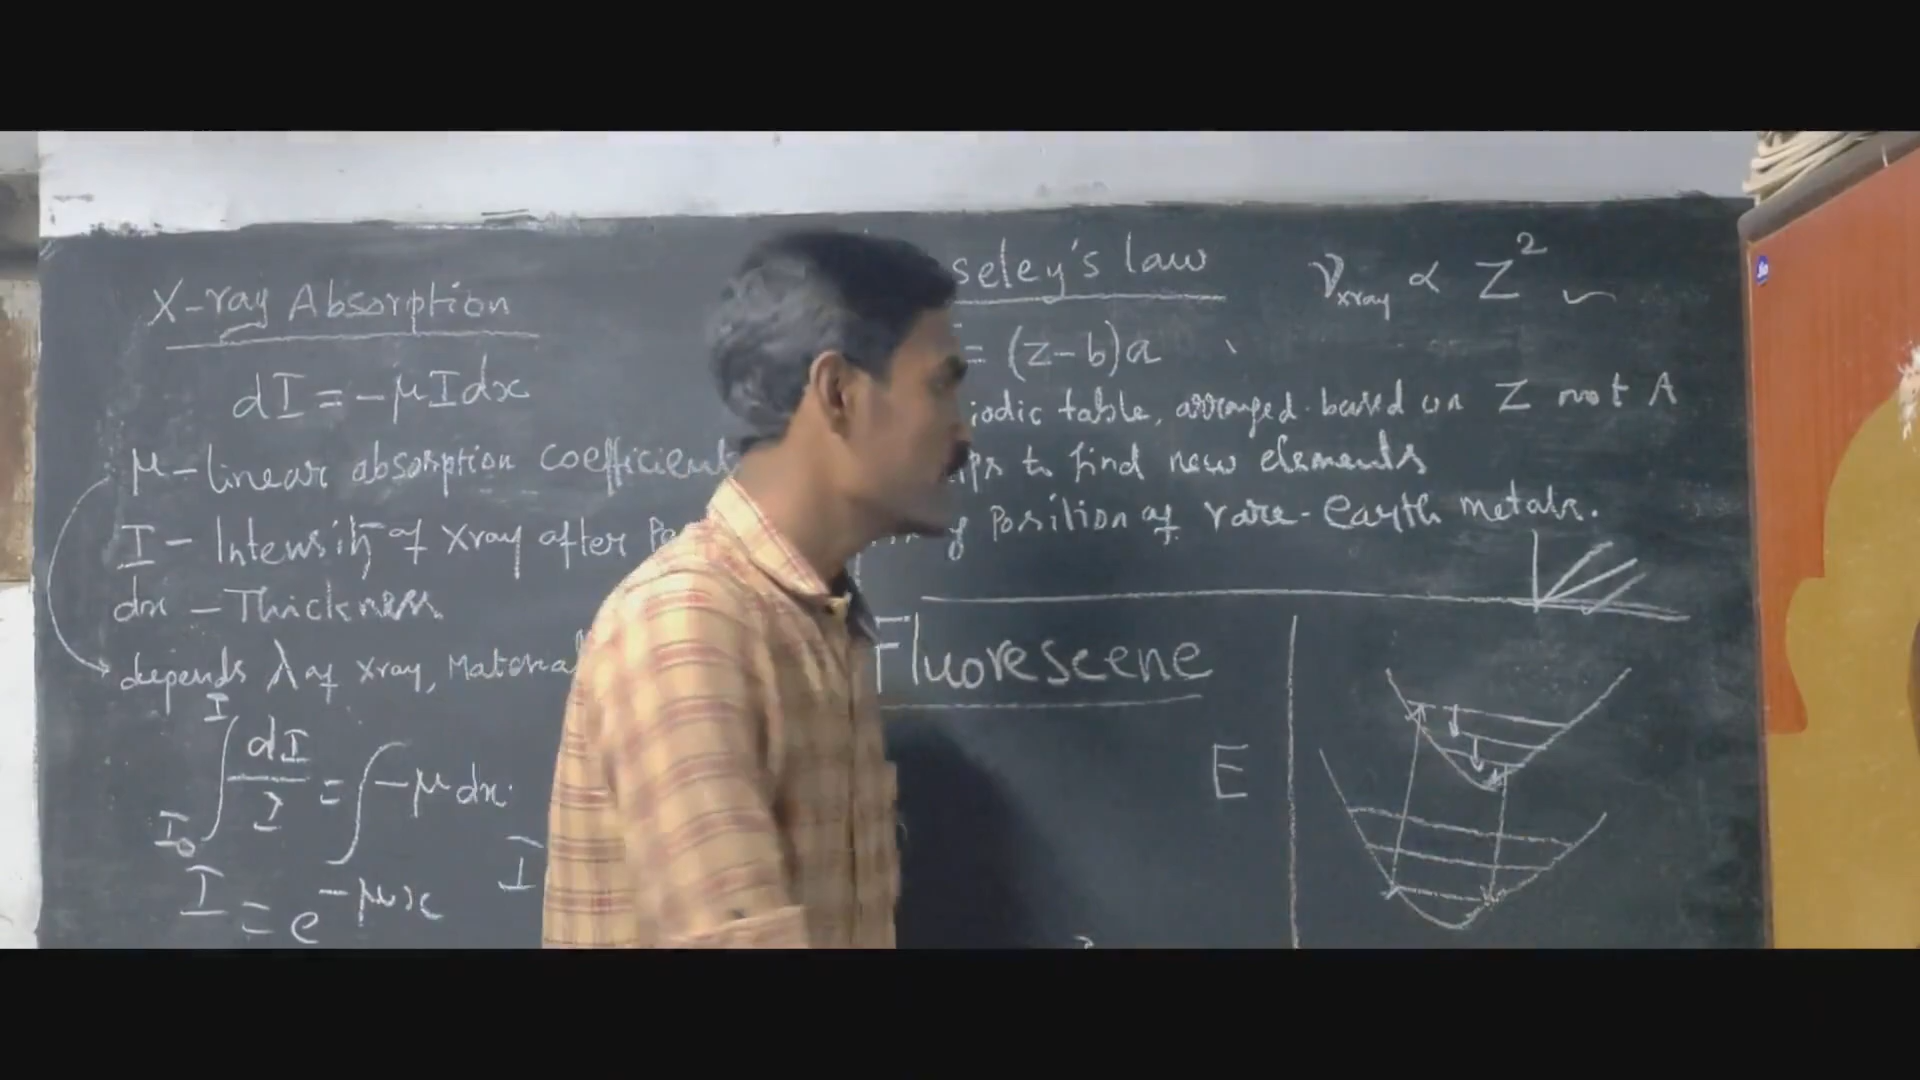 X-ray Absorption
dI = -μIdx
μ - linear absorption coefficient
I - Intensity of Xray after
dx - Thickness
depends λ of xray, Material
∫_{I₀}^{I} dI/I = ∫ -μ dx
I = e^{-μx}
I
seley's law
ν_{xray} ∝ Z²
= (z-b)a
iodic table, arranged based on Z not A
to find new elements
Position of rare-earth metals.
Fluorescene
E